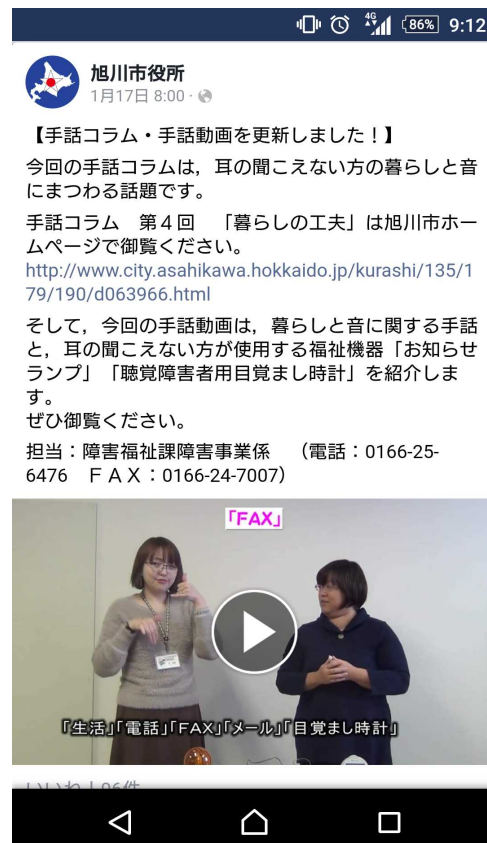 4G
86%
9:12
旭川市役所
1月17日 8:00 ·
【手話コラム・手話動画を更新しました！】
今回の手話コラムは，耳の聞こえない方の暮らしと音
にまつわる話題です。
手話コラム　第４回　「暮らしの工夫」は旭川市ホー
ムページで御覧ください。
http://www.city.asahikawa.hokkaido.jp/kurashi/135/1
79/190/d063966.html
そして，今回の手話動画は，暮らしと音に関する手話
と，耳の聞こえない方が使用する福祉機器「お知らせ
ランプ」「聴覚障害者用目覚まし時計」を紹介しま
す。
ぜひ御覧ください。
担当：障害福祉課障害事業係　（電話：0166-25-
6476　ＦＡＸ：0166-24-7007）
「FAX」
「生活」「電話」「FAX」「メール」「目覚まし時計」
いいね！96件